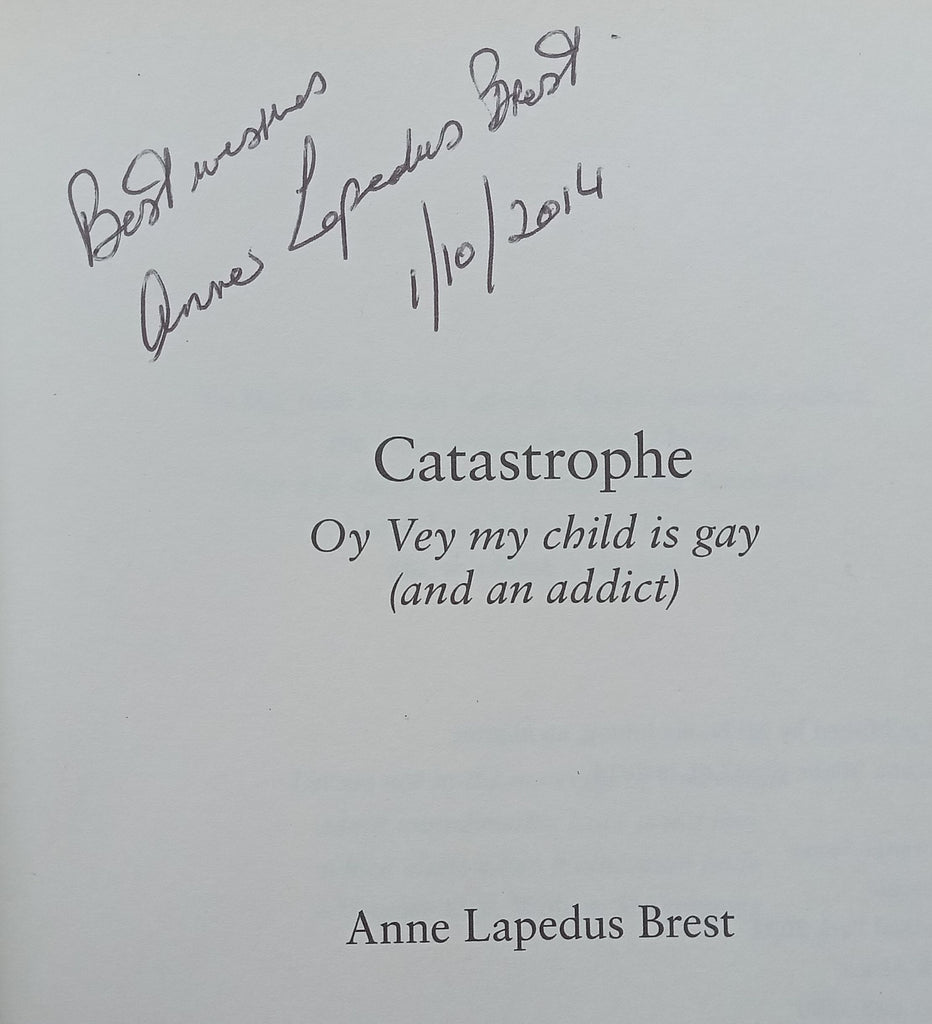 Best wishes
Anne Lapedus Brest
1/10/2014
Catastrophe
Oy Vey my child is gay
(and an addict)
Anne Lapedus Brest